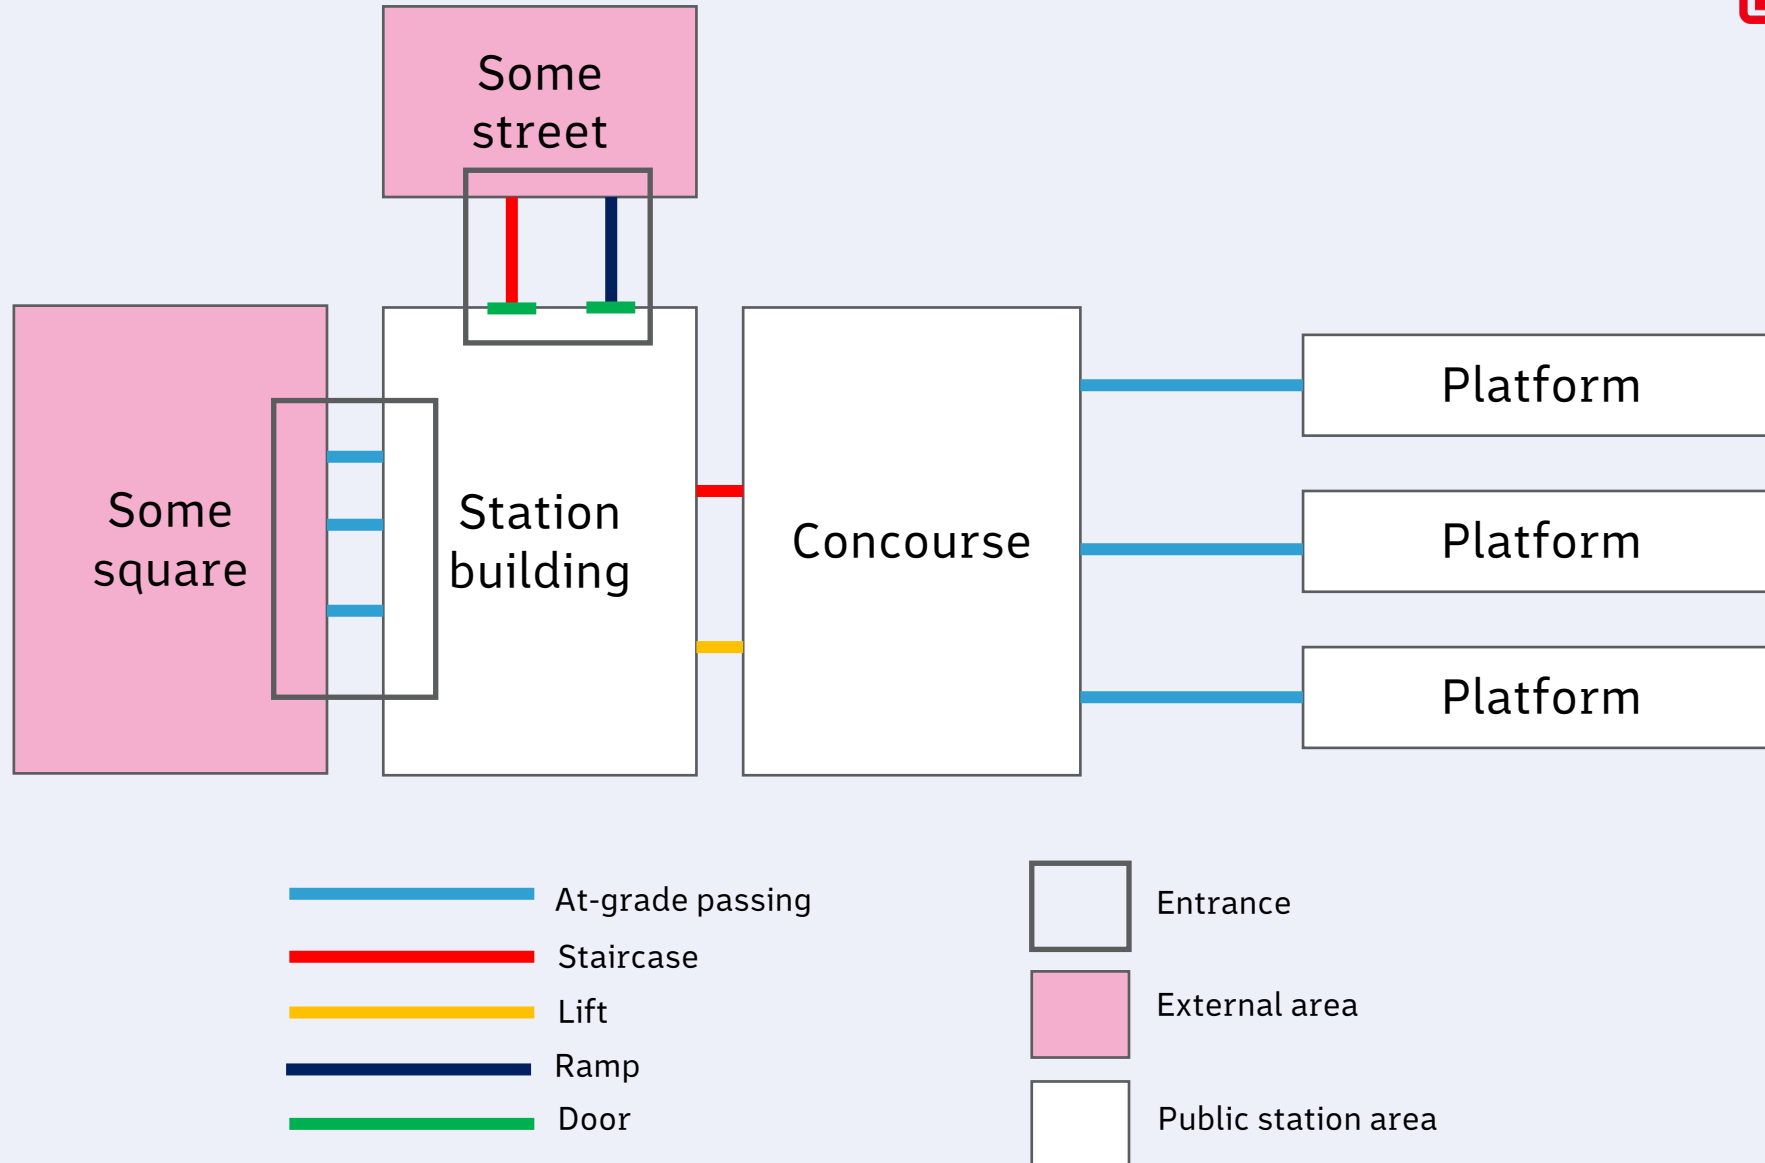 Some
street
Some
square
Station
building
Concourse
Platform
Platform
Platform
At-grade passing
Staircase
Lift
Ramp
Door
Entrance
External area
Public station area